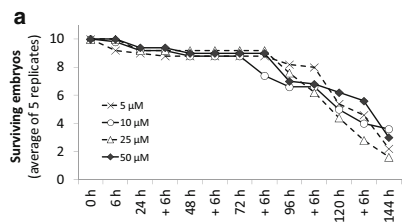 a
Surviving embryos
(average of 5 replicates)
10
8
6
4
2
0
5 µM
10 µM
25 µM
50 µM
0 h
6 h
24 h
+ 6h
48 h
+ 6h
72 h
+ 6h
96 h
+ 6h
120 h
+ 6h
144 h